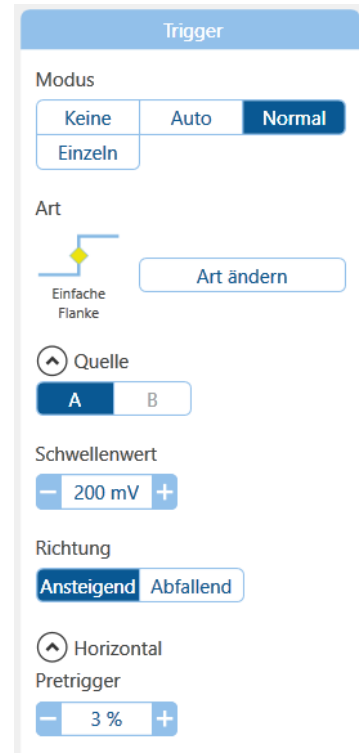 Trigger
Modus
Keine Auto Normal
Einzeln
Art
Einfache
Flanke
Art ändern
Quelle
A B
Schwellenwert
− 200 mV +
Richtung
Ansteigend Abfallend
Horizontal
Pretrigger
− 3 % +